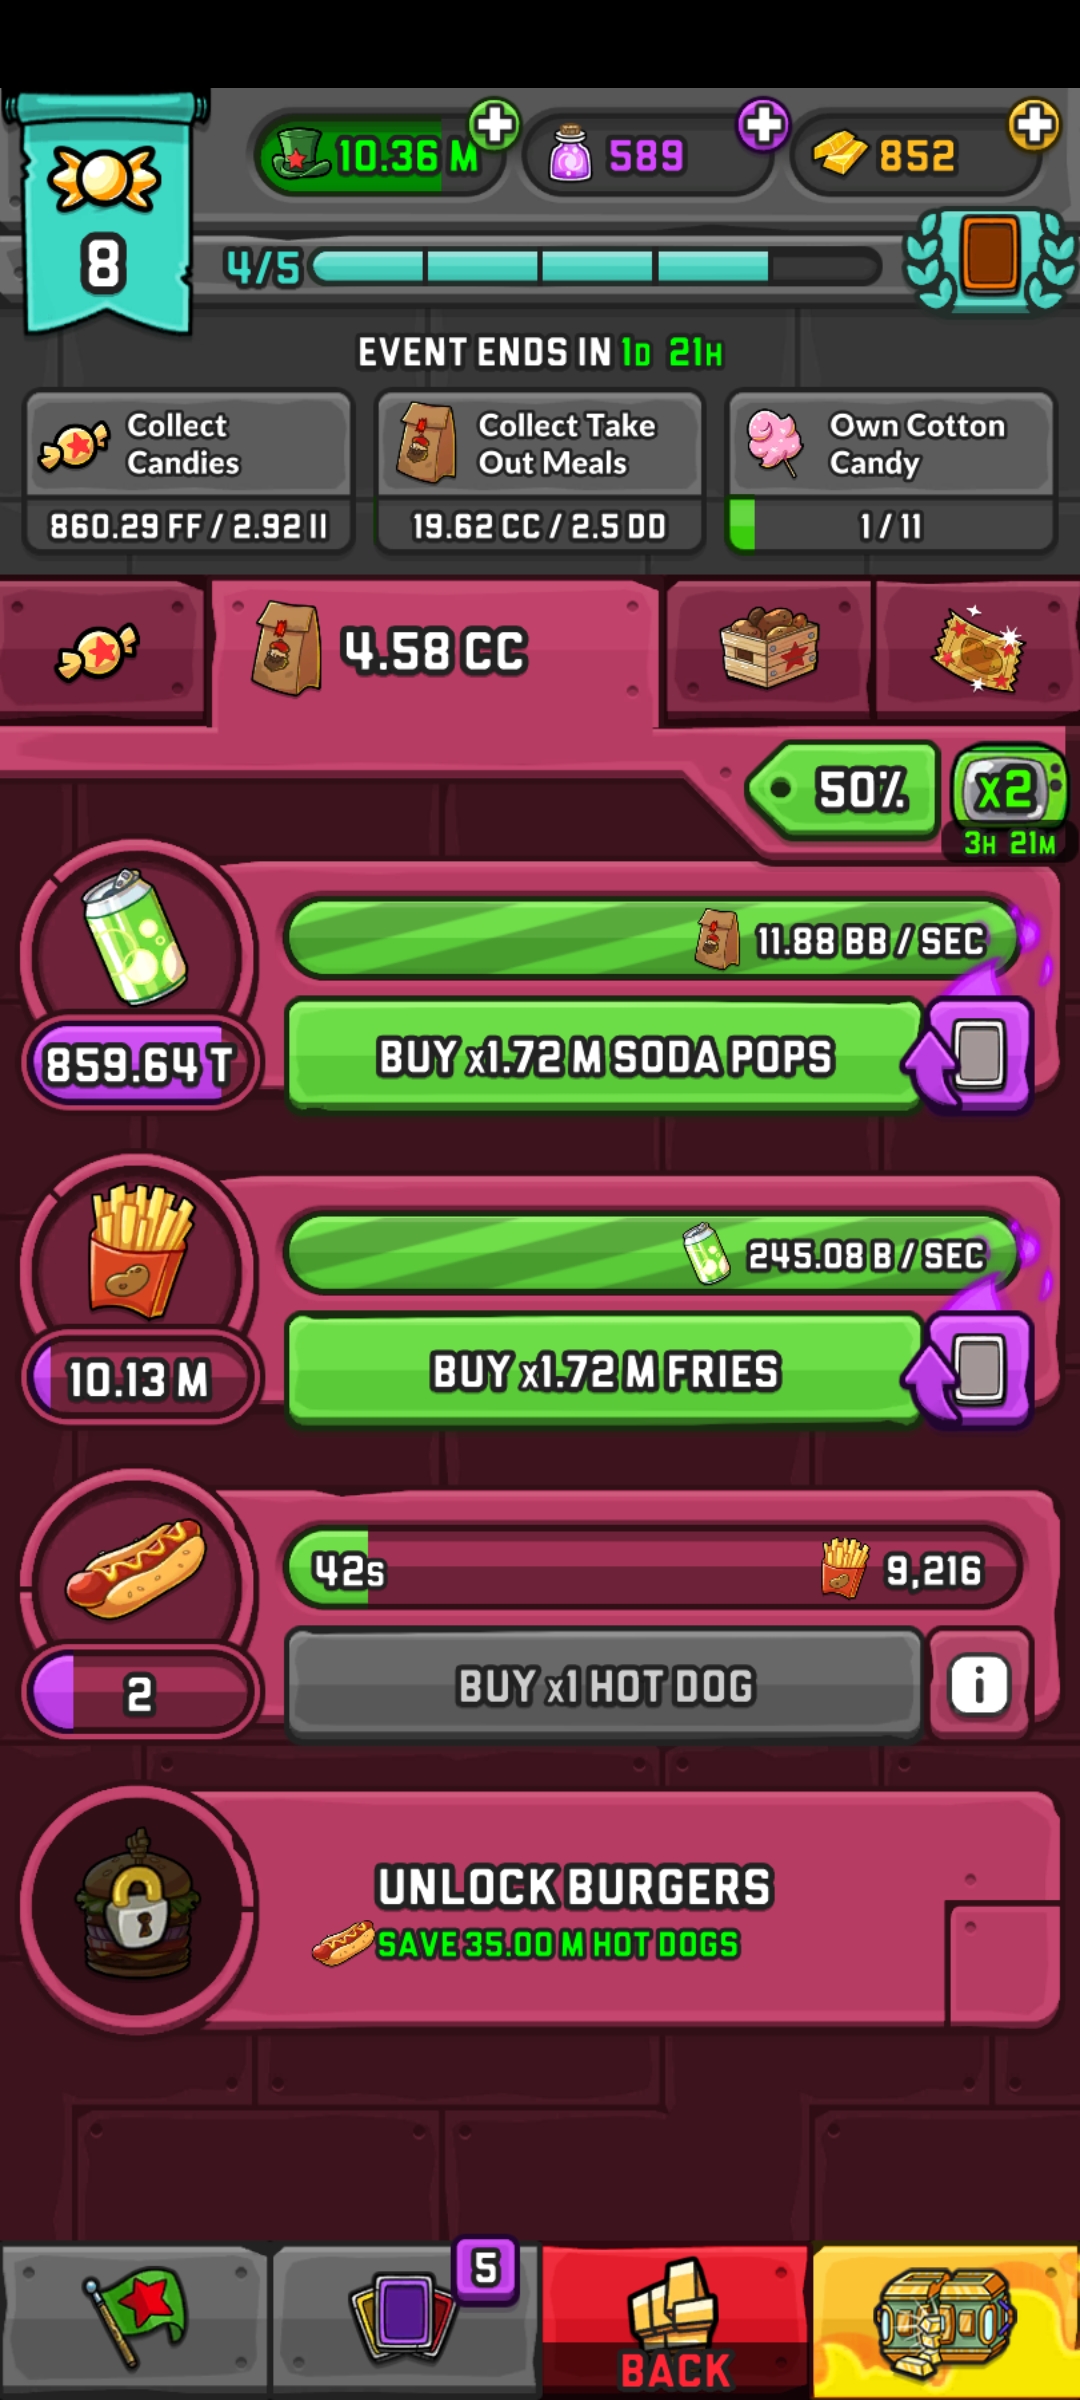 10.36 M
589
852
8
4/5
EVENT ENDS IN 1D 21H
Collect
Candies
860.29 FF / 2.92 II
Collect Take
Out Meals
19.62 CC / 2.5 DD
Own Cotton
Candy
1 / 11
4.58 CC
50%
x2
3H 21M
11.88 BB / SEC
859.64 T
BUY x1.72 M SODA POPS
245.08 B / SEC
10.13 M
BUY x1.72 M FRIES
42s
9,216
2
BUY x1 HOT DOG
i
UNLOCK BURGERS
SAVE 35.00 M HOT DOGS
5
BACK